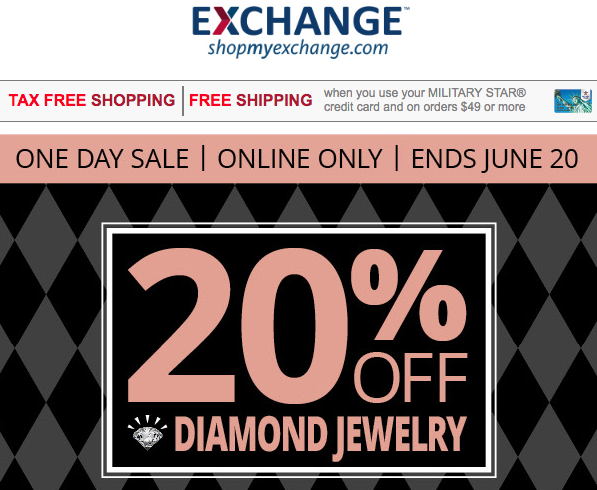 EXCHANGE™
shopmyexchange.com
TAX FREE SHOPPING | FREE SHIPPING
when you use your MILITARY STAR®
credit card and on orders $49 or more
ONE DAY SALE | ONLINE ONLY | ENDS JUNE 20
20%
OFF
DIAMOND JEWELRY